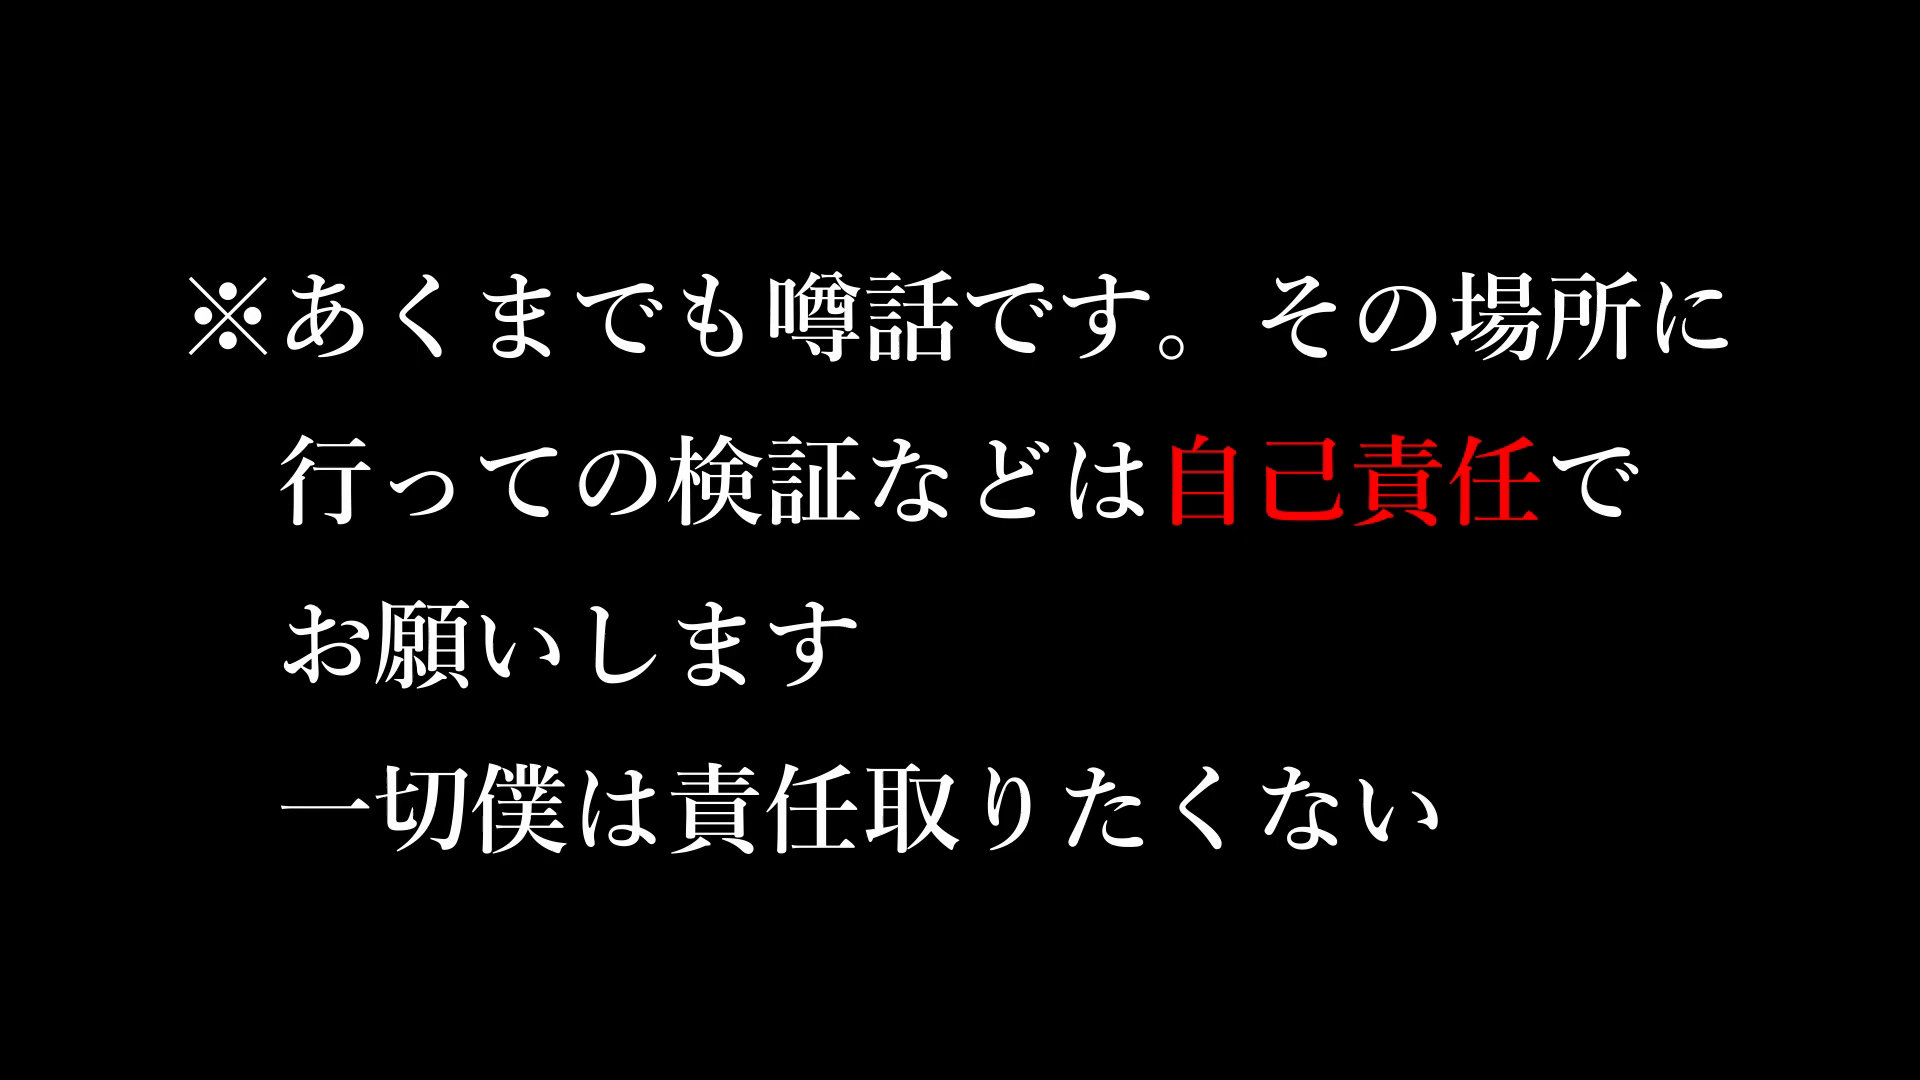 ※あくまでも噂話です。その場所に
行っての検証などは自己責任で
お願いします
一切僕は責任取りたくない